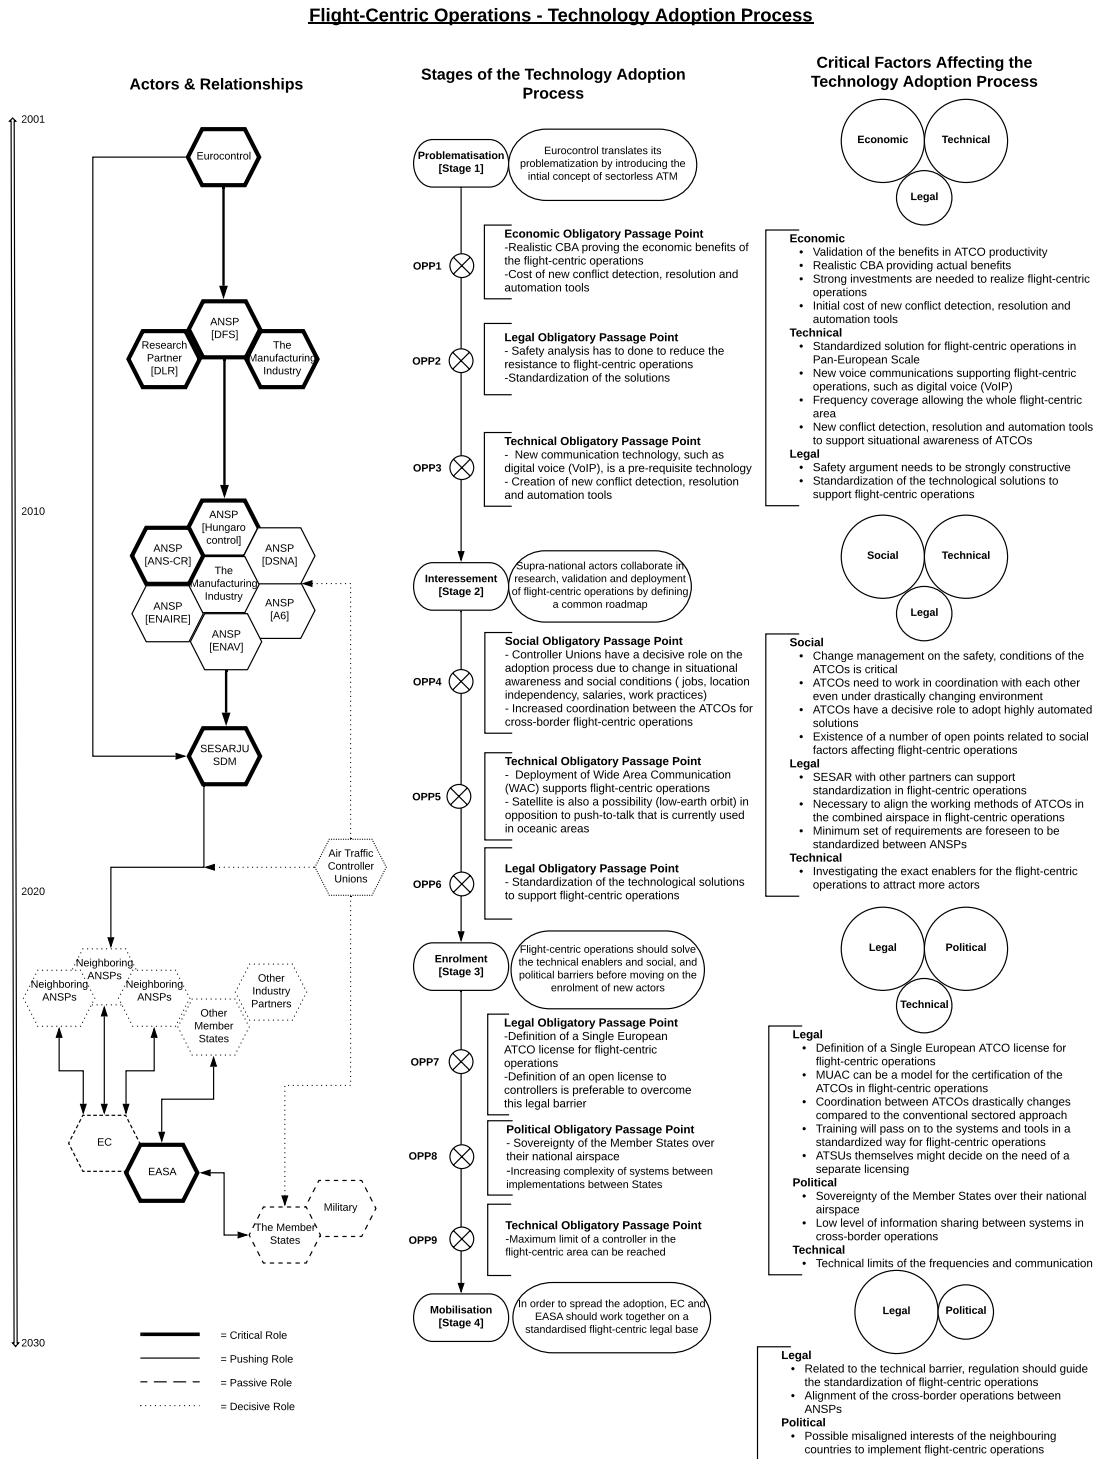 Flight-Centric Operations - Technology Adoption Process
Actors & Relationships
2001
Eurocontrol
ANSP
[DFS]
Research
Partner
[DLR]
The
Manufacturing
Industry
2010
ANSP
[Hungaro
control]
ANSP
[ANS-CR]
ANSP
[DSNA]
The
Manufacturing
Industry
ANSP
[ENAIRE]
ANSP
[A6]
ANSP
[ENAV]
SESARJU
SDM
Air Traffic
Controller
Unions
2020
Neighboring
ANSPs
Neighboring
ANSPs
Neighboring
ANSPs
Other
Industry
Partners
Other
Member
States
EC
EASA
Military
The Member
States
2030
= Critical Role
= Pushing Role
= Passive Role
= Decisive Role
Stages of the Technology Adoption
Process
Problematisation
[Stage 1]
Eurocontrol translates its
problematization by introducing the
intial concept of sectorless ATM
OPP1
Economic Obligatory Passage Point
-Realistic CBA proving the economic benefits of
the flight-centric operations
-Cost of new conflict detection, resolution and
automation tools
OPP2
Legal Obligatory Passage Point
- Safety analysis has to done to reduce the
resistance to flight-centric operations
-Standardization of the solutions
OPP3
Technical Obligatory Passage Point
- New communication technology, such as
digital voice (VoIP), is a pre-requisite technology
- Creation of new conflict detection, resolution
and automation tools
Interessement
[Stage 2]
Supra-national actors collaborate in
research, validation and deployment
of flight-centric operations by defining
a common roadmap
OPP4
Social Obligatory Passage Point
- Controller Unions have a decisive role on the
adoption process due to change in situational
awareness and social conditions ( jobs, location
independency, salaries, work practices)
- Increased coordination between the ATCOs for
cross-border flight-centric operations
OPP5
Technical Obligatory Passage Point
- Deployment of Wide Area Communication
(WAC) supports flight-centric operations
- Satellite is also a possibility (low-earth orbit) in
opposition to push-to-talk that is currently used
in oceanic areas
OPP6
Legal Obligatory Passage Point
- Standardization of the technological solutions
to support flight-centric operations
Enrolment
[Stage 3]
Flight-centric operations should solve
the technical enablers and social, and
political barriers before moving on the
enrolment of new actors
OPP7
Legal Obligatory Passage Point
-Definition of a Single European
ATCO license for flight-centric
operations
-Definition of an open license to
controllers is preferable to overcome
this legal barrier
OPP8
Political Obligatory Passage Point
- Sovereignty of the Member States over
their national airspace
-Increasing complexity of systems between
implementations between States
OPP9
Technical Obligatory Passage Point
-Maximum limit of a controller in the
flight-centric area can be reached
Mobilisation
[Stage 4]
In order to spread the adoption, EC and
EASA should work together on a
standardised flight-centric legal base
Critical Factors Affecting the
Technology Adoption Process
Economic
Technical
Legal
Economic
• Validation of the benefits in ATCO productivity
• Realistic CBA providing actual benefits
• Strong investments are needed to realize flight-centric
operations
• Initial cost of new conflict detection, resolution and
automation tools
Technical
• Standardized solution for flight-centric operations in
Pan-European Scale
• New voice communications supporting flight-centric
operations, such as digital voice (VoIP)
• Frequency coverage allowing the whole flight-centric
area
• New conflict detection, resolution and automation tools
to support situational awareness of ATCOs
Legal
• Safety argument needs to be strongly constructive
• Standardization of the technological solutions to
support flight-centric operations
Social
Technical
Legal
Social
• Change management on the safety, conditions of the
ATCOs is critical
• ATCOs need to work in coordination with each other
even under drastically changing environment
• ATCOs have a decisive role to adopt highly automated
solutions
• Existence of a number of open points related to social
factors affecting flight-centric operations
Legal
• SESAR with other partners can support
standardization in flight-centric operations
• Necessary to align the working methods of ATCOs in
the combined airspace in flight-centric operations
• Minimum set of requirements are foreseen to be
standardized between ANSPs
Technical
• Investigating the exact enablers for the flight-centric
operations to attract more actors
Legal
Political
Technical
Legal
• Definition of a Single European ATCO license for
flight-centric operations
• MUAC can be a model for the certification of the
ATCOs in flight-centric operations
• Coordination between ATCOs drastically changes
compared to the conventional sectored approach
• Training will pass on to the systems and tools in a
standardized way for flight-centric operations
• ATSUs themselves might decide on the need of a
separate licensing
Political
• Sovereignty of the Member States over their national
airspace
• Low level of information sharing between systems in
cross-border operations
Technical
• Technical limits of the frequencies and communication
Legal
Political
Legal
• Related to the technical barrier, regulation should guide
the standardization of flight-centric operations
• Alignment of the cross-border operations between
ANSPs
Political
• Possible misaligned interests of the neighbouring
countries to implement flight-centric operations